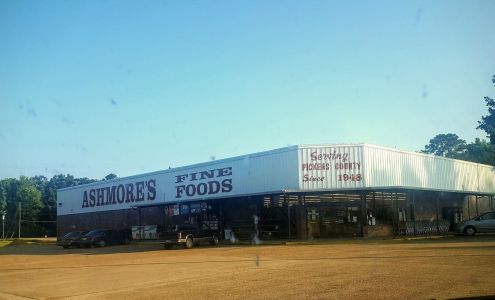 ASHMORE'S
FINE
FOODS
Serving
PICKENS COUNTY
Since 1948